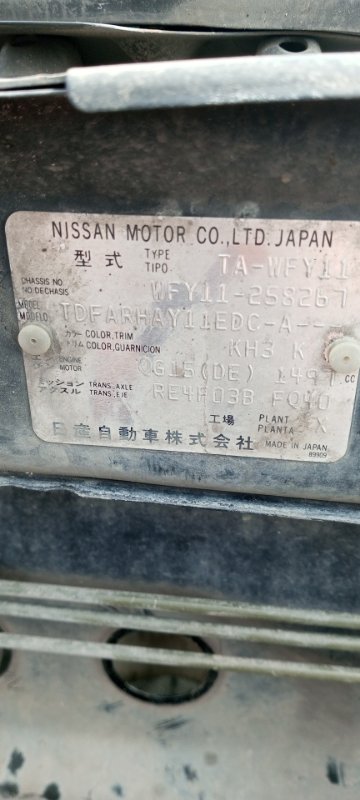 NISSAN MOTOR CO.,LTD. JAPAN
型式 TYPE TIPO TA-WFY11
CHASSIS NO NO DE CHASIS WFY11-258267
MODEL MODELO TDFARHAY11EDC-A--
カラー COLOR, TRIM
トリム COLOR, GUARNICION KH3 K
ENGINE MOTOR QG15(DE) 1497 CC
ミッション TRANS. AXLE
アクスル TRANS. EJE RE4F03B FQ40
工場 PLANT PLANTA K
日産自動車株式会社 MADE IN JAPAN
89909